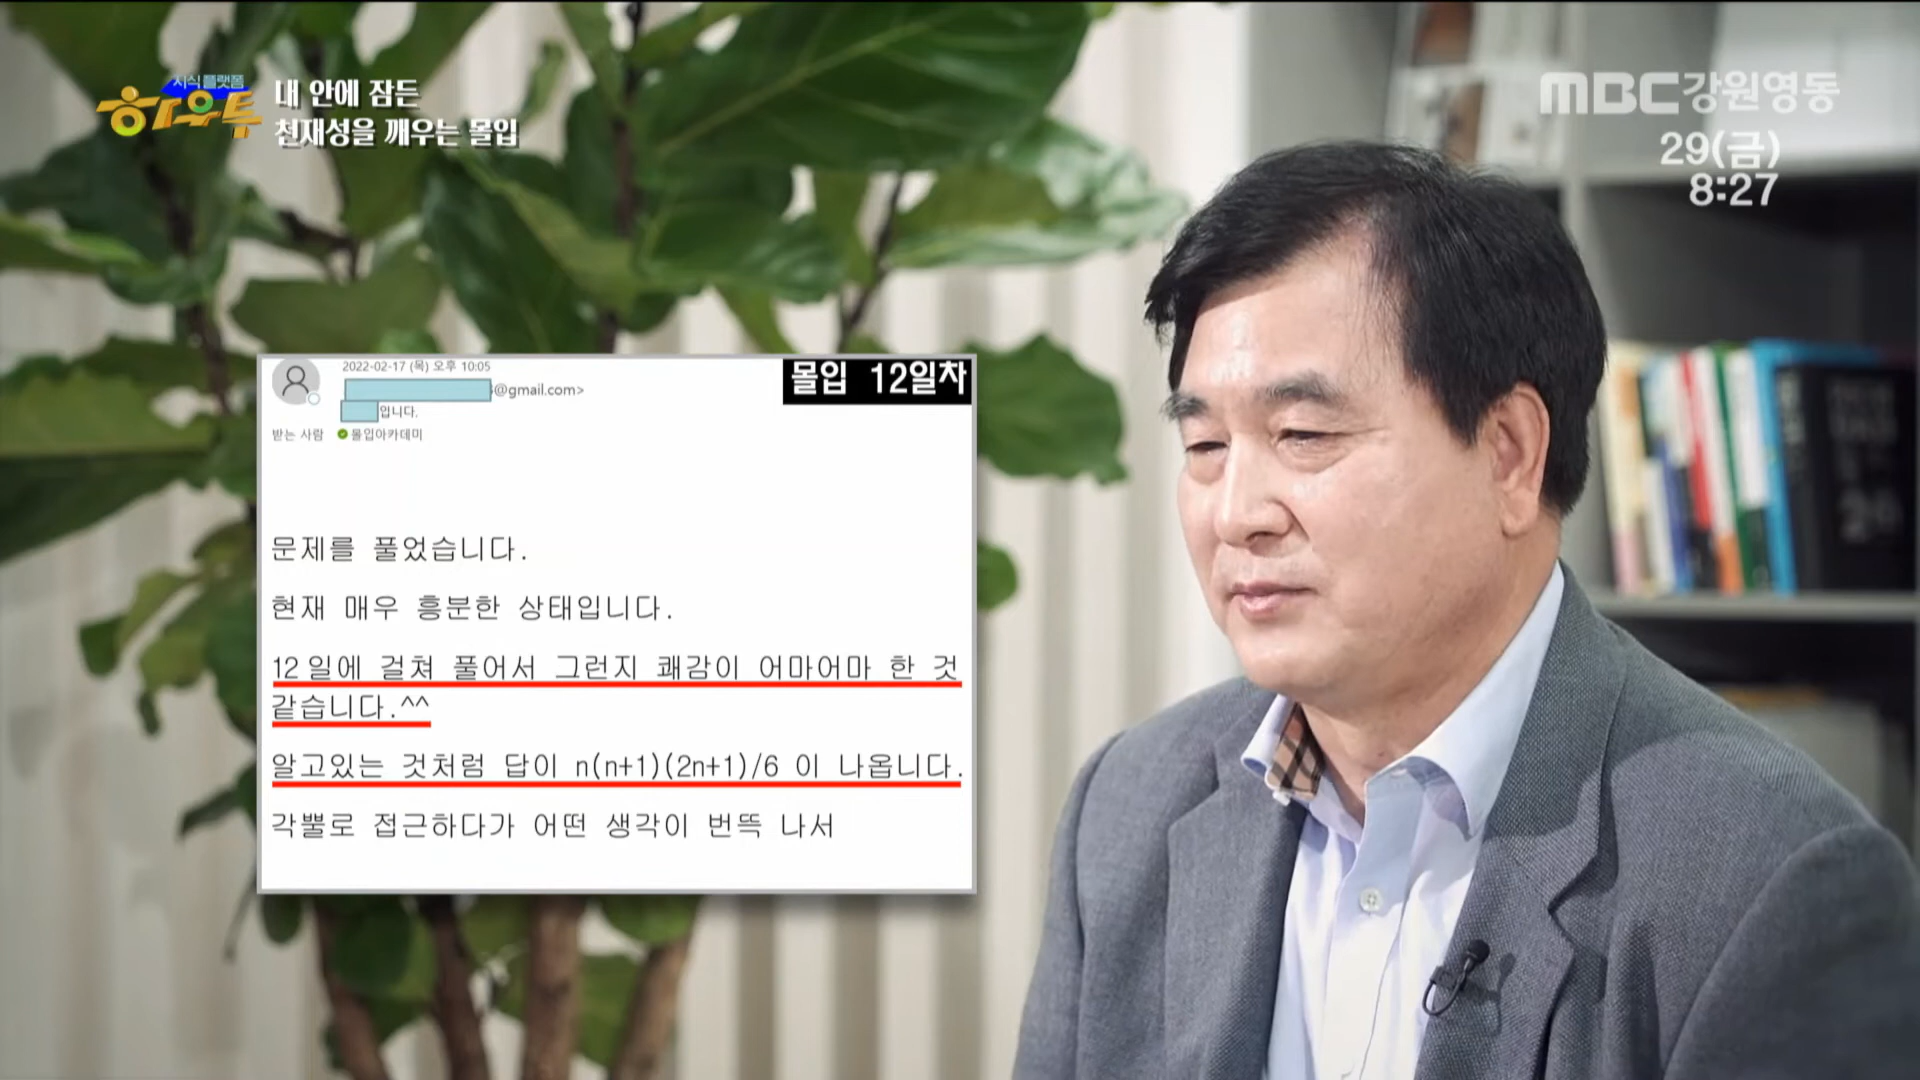 지식 플랫폼
하우투
내 안에 잠든
천재성을 깨우는 몰입
MBC강원영동
29(금)
8:27
2022-02-17 (목) 오후 10:05
@gmail.com>
입니다.
받는 사람 몰입아카데미
몰입 12일차
문제를 풀었습니다.
현재 매우 흥분한 상태입니다.
12일에 걸쳐 풀어서 그런지 쾌감이 어마어마 한 것
같습니다.^^
알고있는 것처럼 답이 n(n+1)(2n+1)/6 이 나옵니다.
각뿔로 접근하다가 어떤 생각이 번뜩 나서